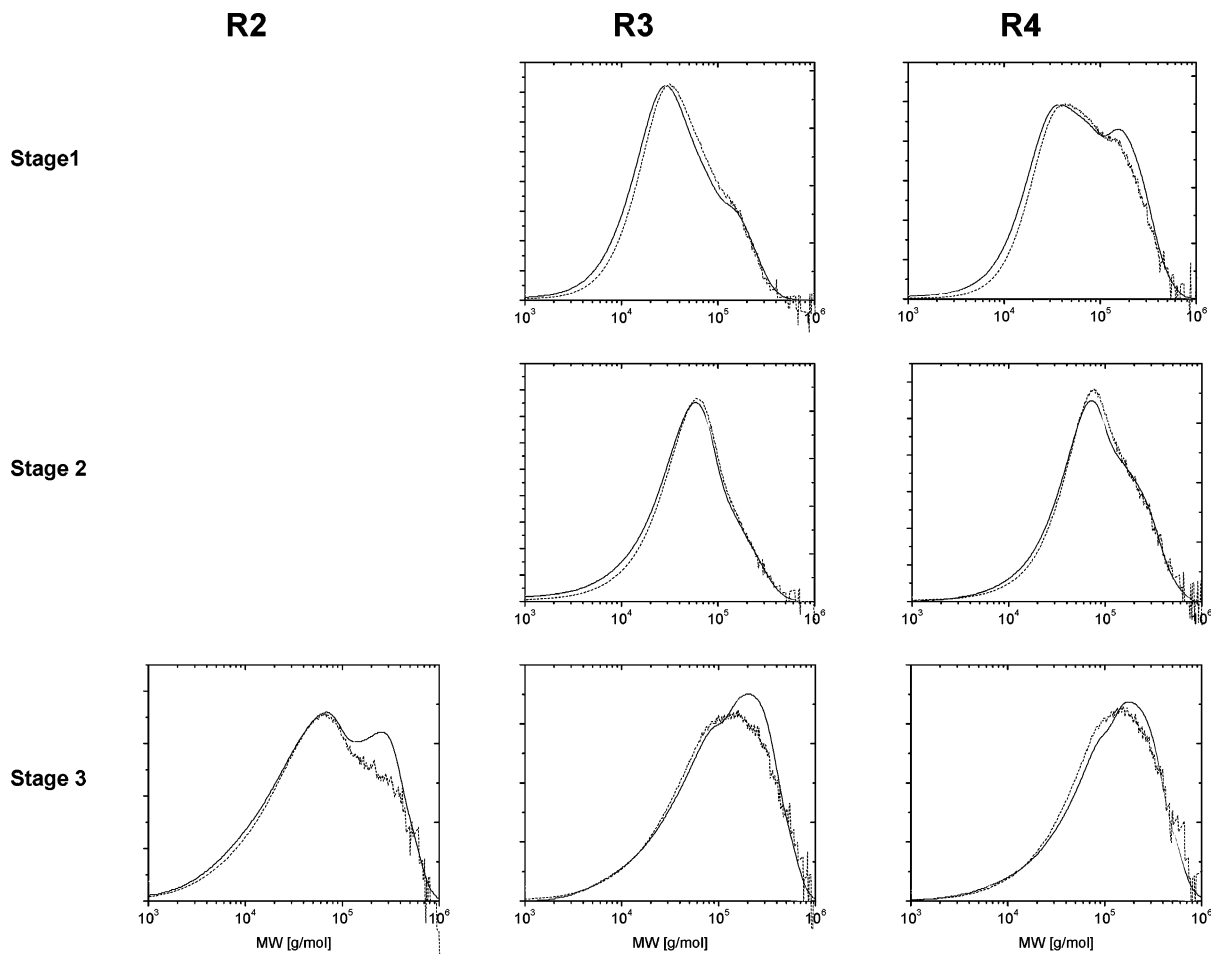 R2 R3 R4
Stage1
10³ 10⁴ 10⁵ 10⁶ 10³ 10⁴ 10⁵ 10⁶
Stage 2
10³ 10⁴ 10⁵ 10⁶ 10³ 10⁴ 10⁵ 10⁶
Stage 3
10³ 10⁴ 10⁵ 10⁶ 10³ 10⁴ 10⁵ 10⁶ 10³ 10⁴ 10⁵ 10⁶
MW [g/mol] MW [g/mol] MW [g/mol]